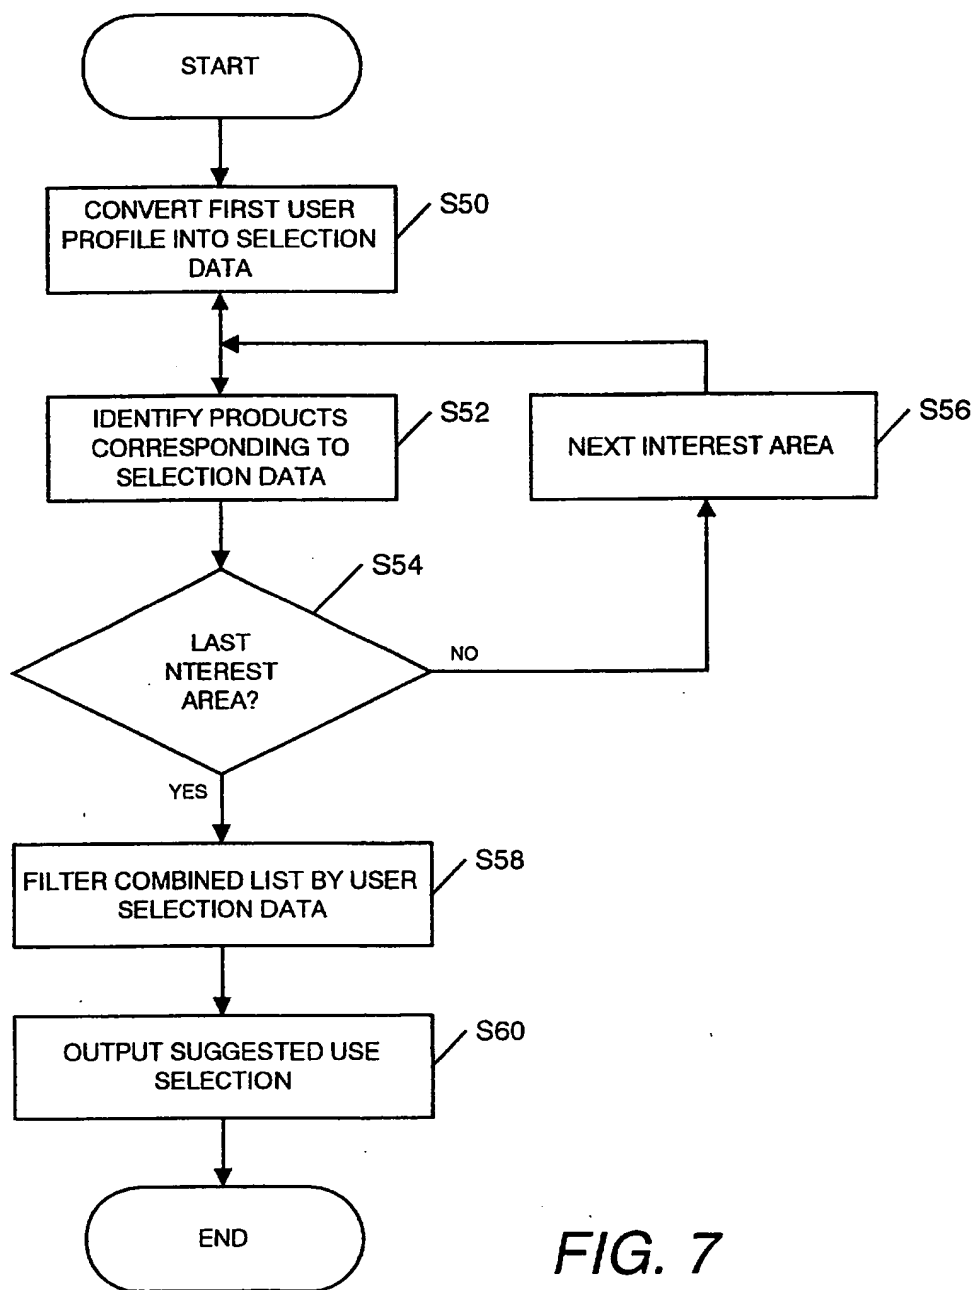 START
CONVERT FIRST USER
PROFILE INTO SELECTION
DATA
S50
IDENTIFY PRODUCTS
CORRESPONDING TO
SELECTION DATA
S52
NEXT INTEREST AREA
S56
S54
LAST
NTEREST
AREA?
NO
YES
FILTER COMBINED LIST BY USER
SELECTION DATA
S58
OUTPUT SUGGESTED USE
SELECTION
S60
END
FIG. 7